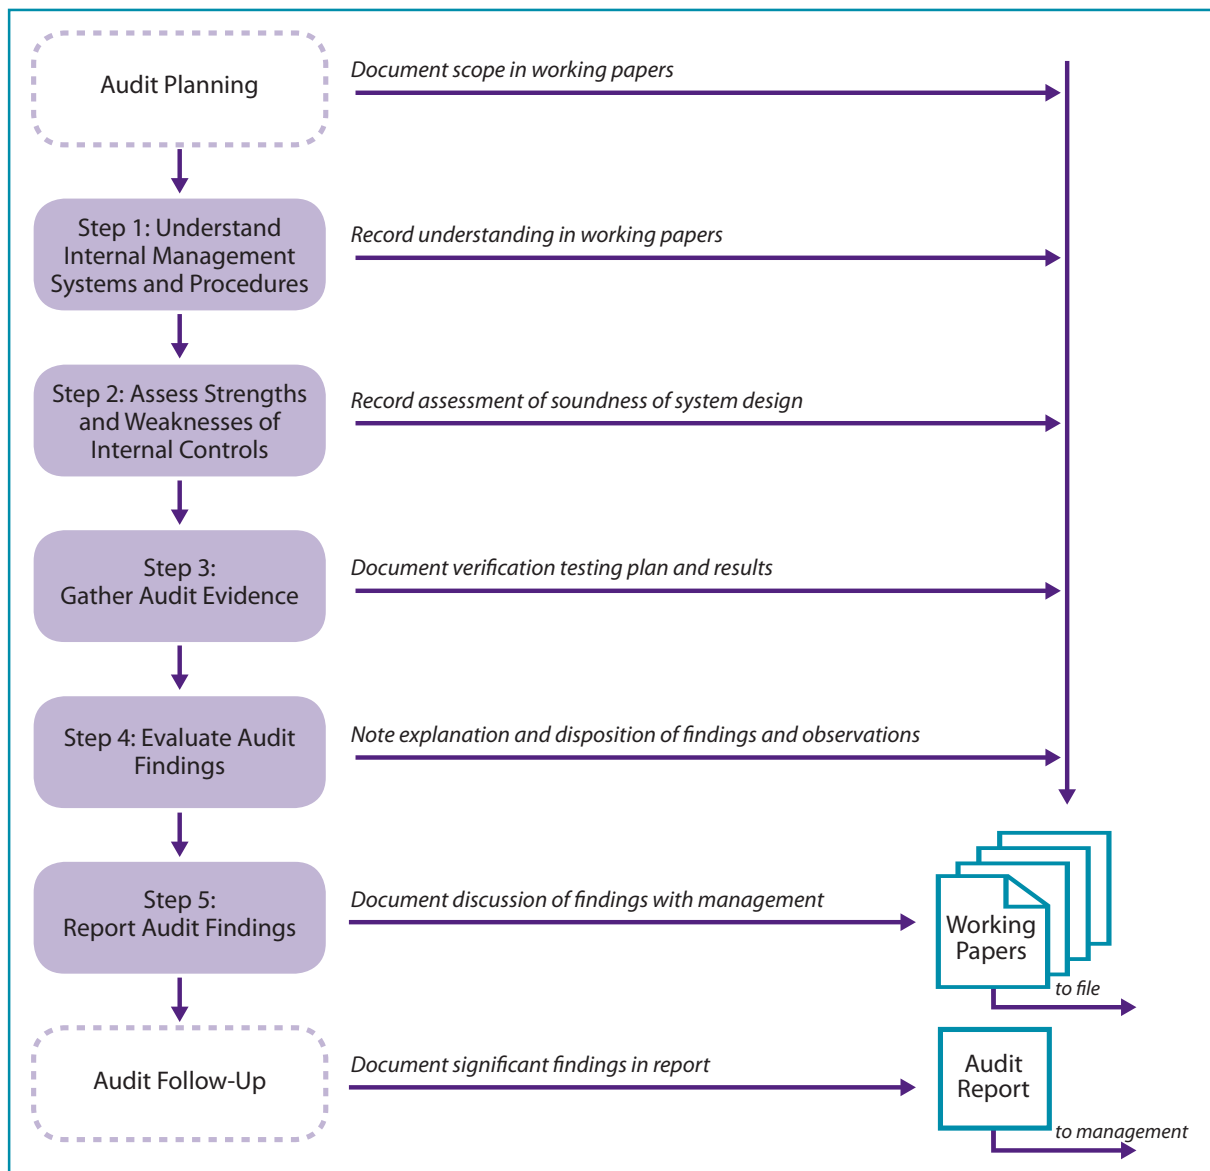 Audit Planning
Document scope in working papers
Step 1: Understand
Internal Management
Systems and Procedures
Record understanding in working papers
Step 2: Assess Strengths
and Weaknesses of
Internal Controls
Record assessment of soundness of system design
Step 3:
Gather Audit Evidence
Document verification testing plan and results
Step 4: Evaluate Audit
Findings
Note explanation and disposition of findings and observations
Step 5:
Report Audit Findings
Document discussion of findings with management
Working
Papers
to file
Audit Follow-Up
Document significant findings in report
Audit
Report
to management